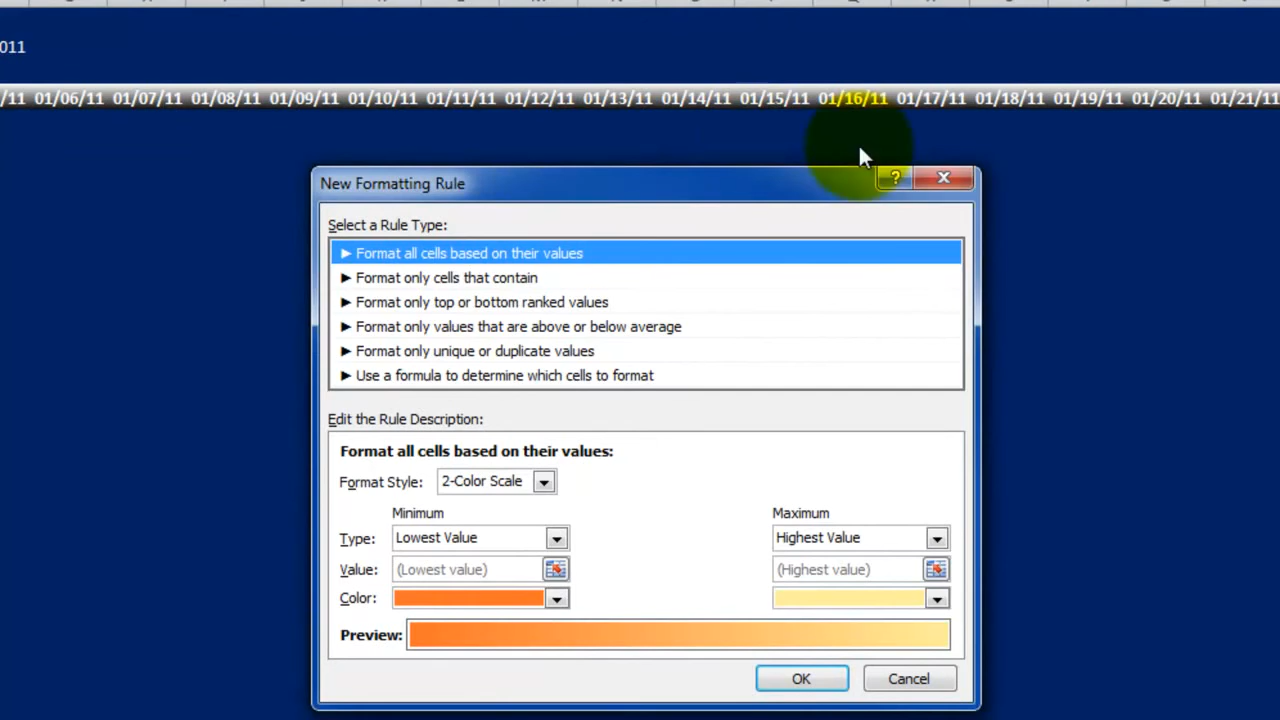 011
/11 01/06/11 01/07/11 01/08/11 01/09/11 01/10/11 01/11/11 01/12/11 01/13/11 01/14/11 01/15/11 01/16/11 01/17/11 01/18/11 01/19/11 01/20/11 01/21/11
New Formatting Rule ?
Select a Rule Type:
► Format all cells based on their values
► Format only cells that contain
► Format only top or bottom ranked values
► Format only values that are above or below average
► Format only unique or duplicate values
► Use a formula to determine which cells to format
Edit the Rule Description:
Format all cells based on their values:
Format Style: 2-Color Scale
Minimum Maximum
Type: Lowest Value Highest Value
Value: (Lowest value) (Highest value)
Color:
Preview:
OK Cancel